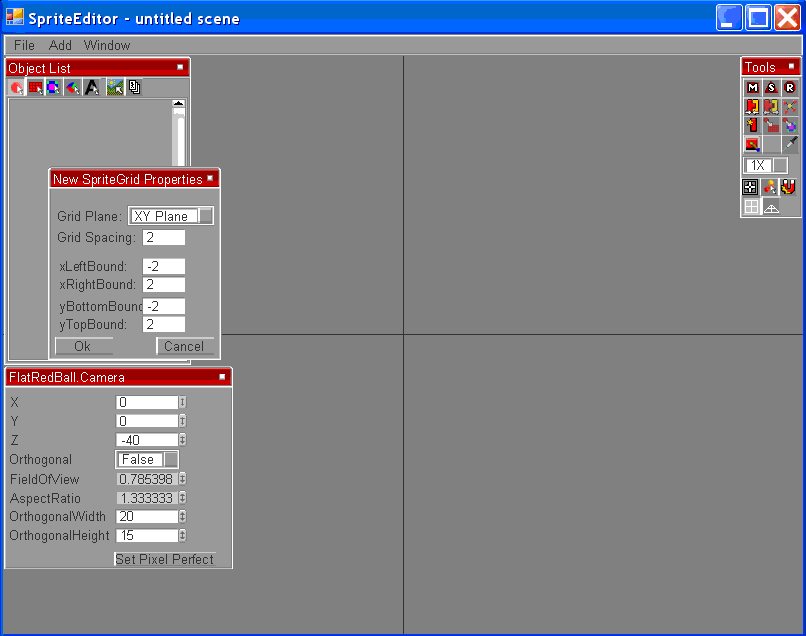 SpriteEditor - untitled scene
File Add Window
Object List
Tools
M S R
A
1X
New SpriteGrid Properties
Grid Plane: XY Plane
Grid Spacing: 2
xLeftBound: -2
xRightBound: 2
yBottomBound -2
yTopBound: 2
Ok Cancel
FlatRedBall.Camera
X 0
Y 0
Z -40
Orthogonal False
FieldOfView 0.785398
AspectRatio 1.333333
OrthogonalWidth 20
OrthogonalHeight 15
Set Pixel Perfect